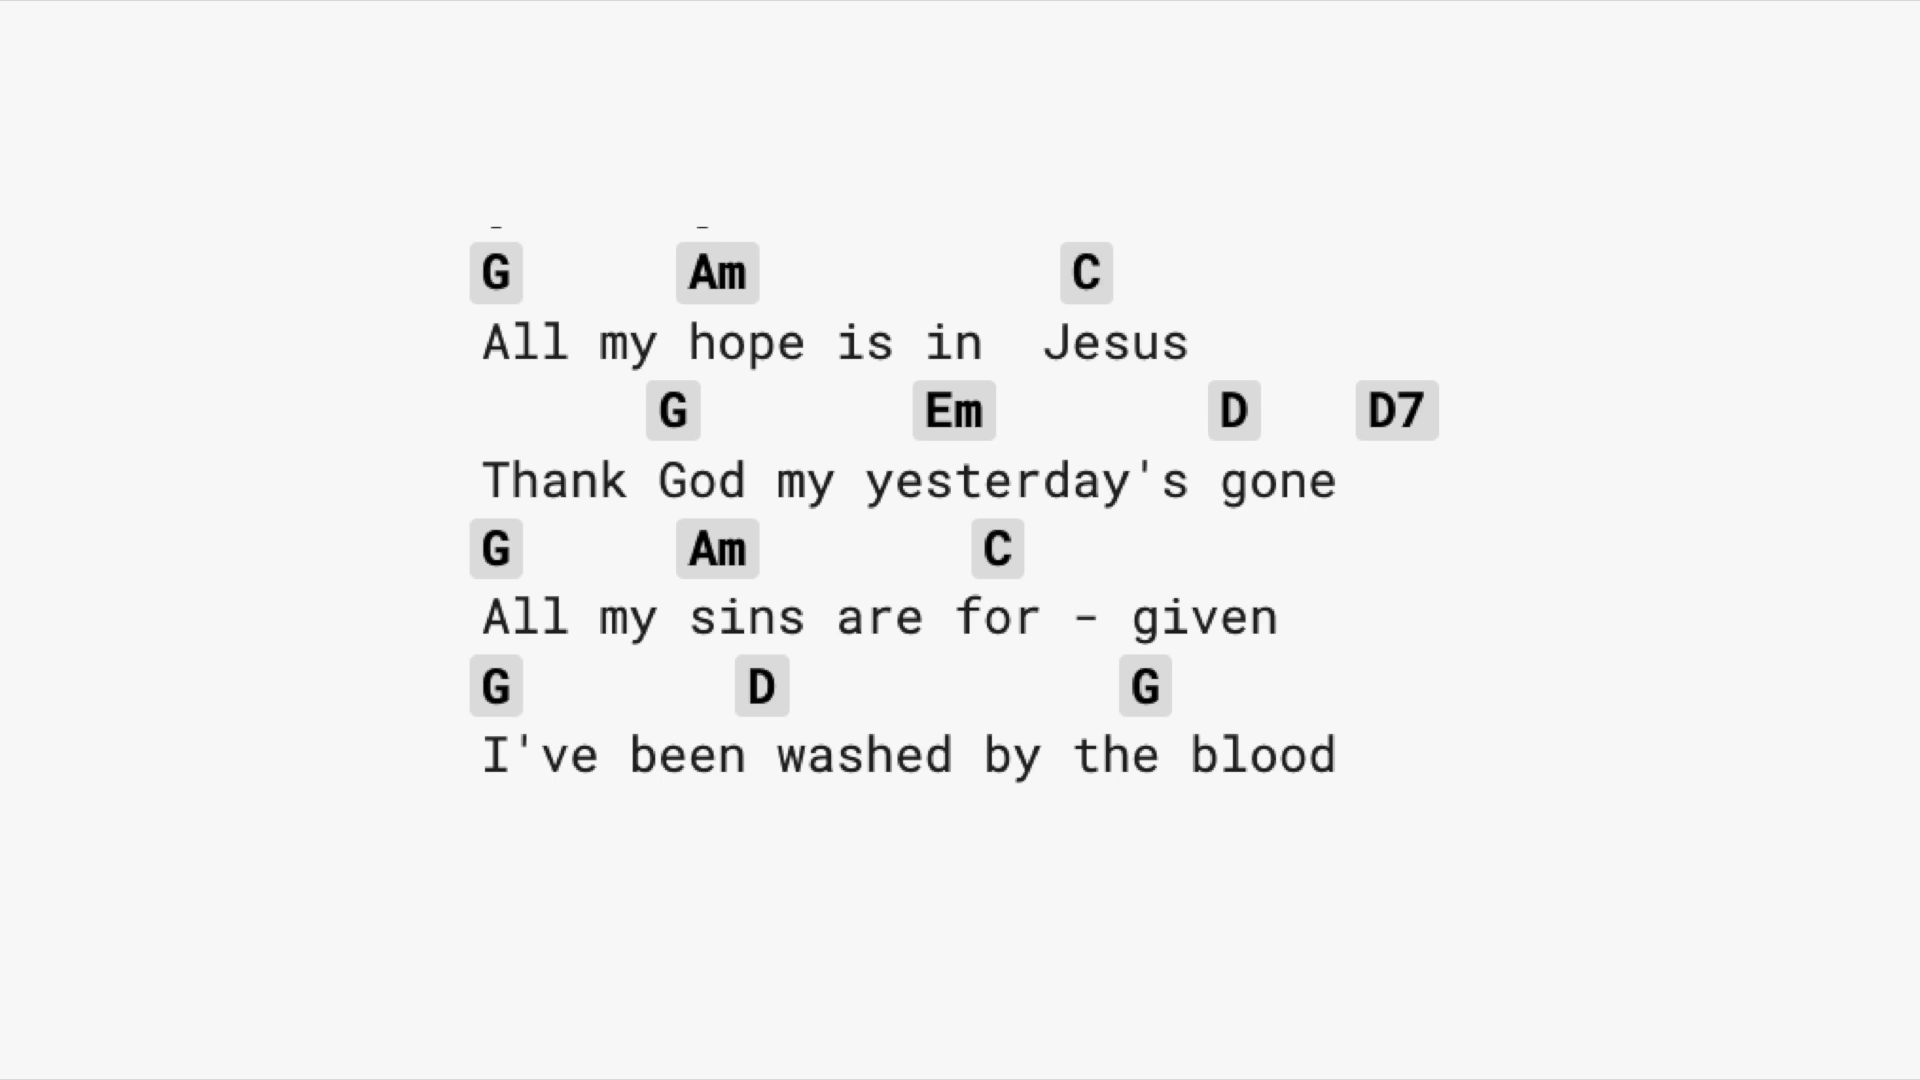 G Am C
All my hope is in Jesus
G Em D D7
Thank God my yesterday's gone
G Am C
All my sins are for - given
G D G
I've been washed by the blood